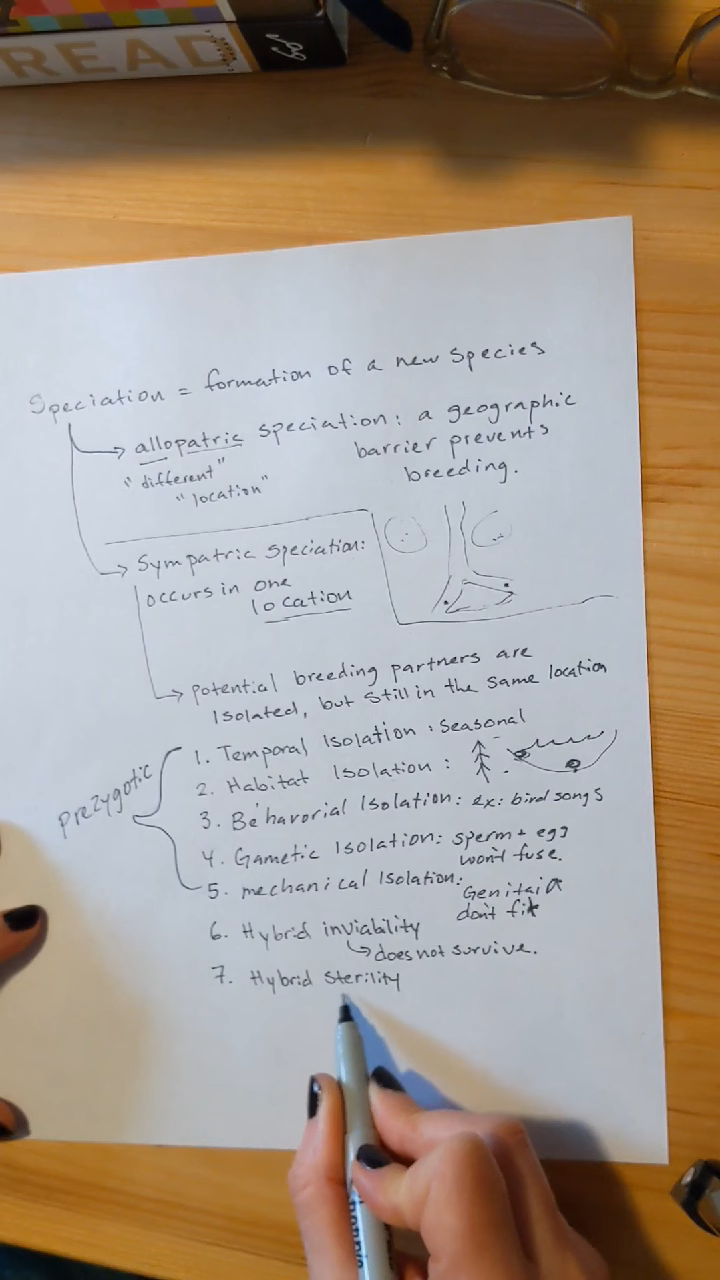 READ
Speciation = formation of a new species
allopatric speciation: a geographic
barrier prevents
breeding.
"different"
"location"
Sympatric speciation:
occurs in one
location
potential breeding partners are
isolated, but still in the same location
prezygotic
1. Temporal Isolation: seasonal
2. Habitat Isolation:
3. Behavorial Isolation: ex: bird songs
4. Gametic Isolation: sperm + egg
won't fuse.
5. mechanical Isolation:
Genitaia
don't fit
6. Hybrid inviability
does not survive.
7. Hybrid Sterility